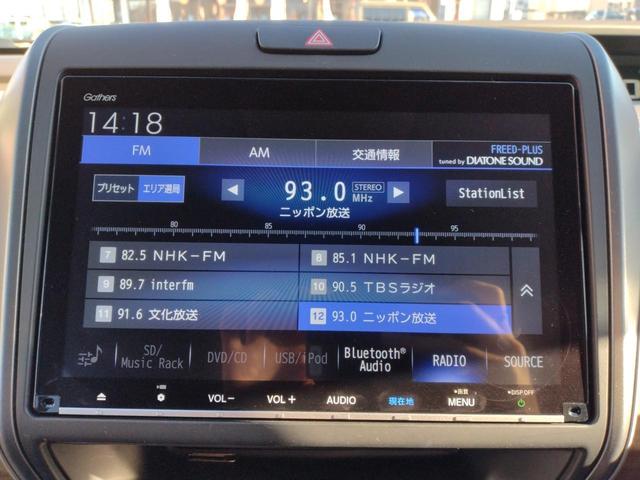 Gathers
14:18
FM AM 交通情報 FREED-PLUS
tuned by DIATONE SOUND
プリセット エリア選局 93.0 STEREO MHz StationList
ニッポン放送
80 85 90 95
7 82.5 NHK-FM 8 85.1 NHK-FM
9 89.7 interfm 10 90.5 TBSラジオ
11 91.6 文化放送 12 93.0 ニッポン放送
SD/ Music Rack DVD/CD USB/iPod Bluetooth® Audio RADIO SOURCE
VOL− VOL+ AUDIO 現在地 ★画質 MENU ★DISP.OFF